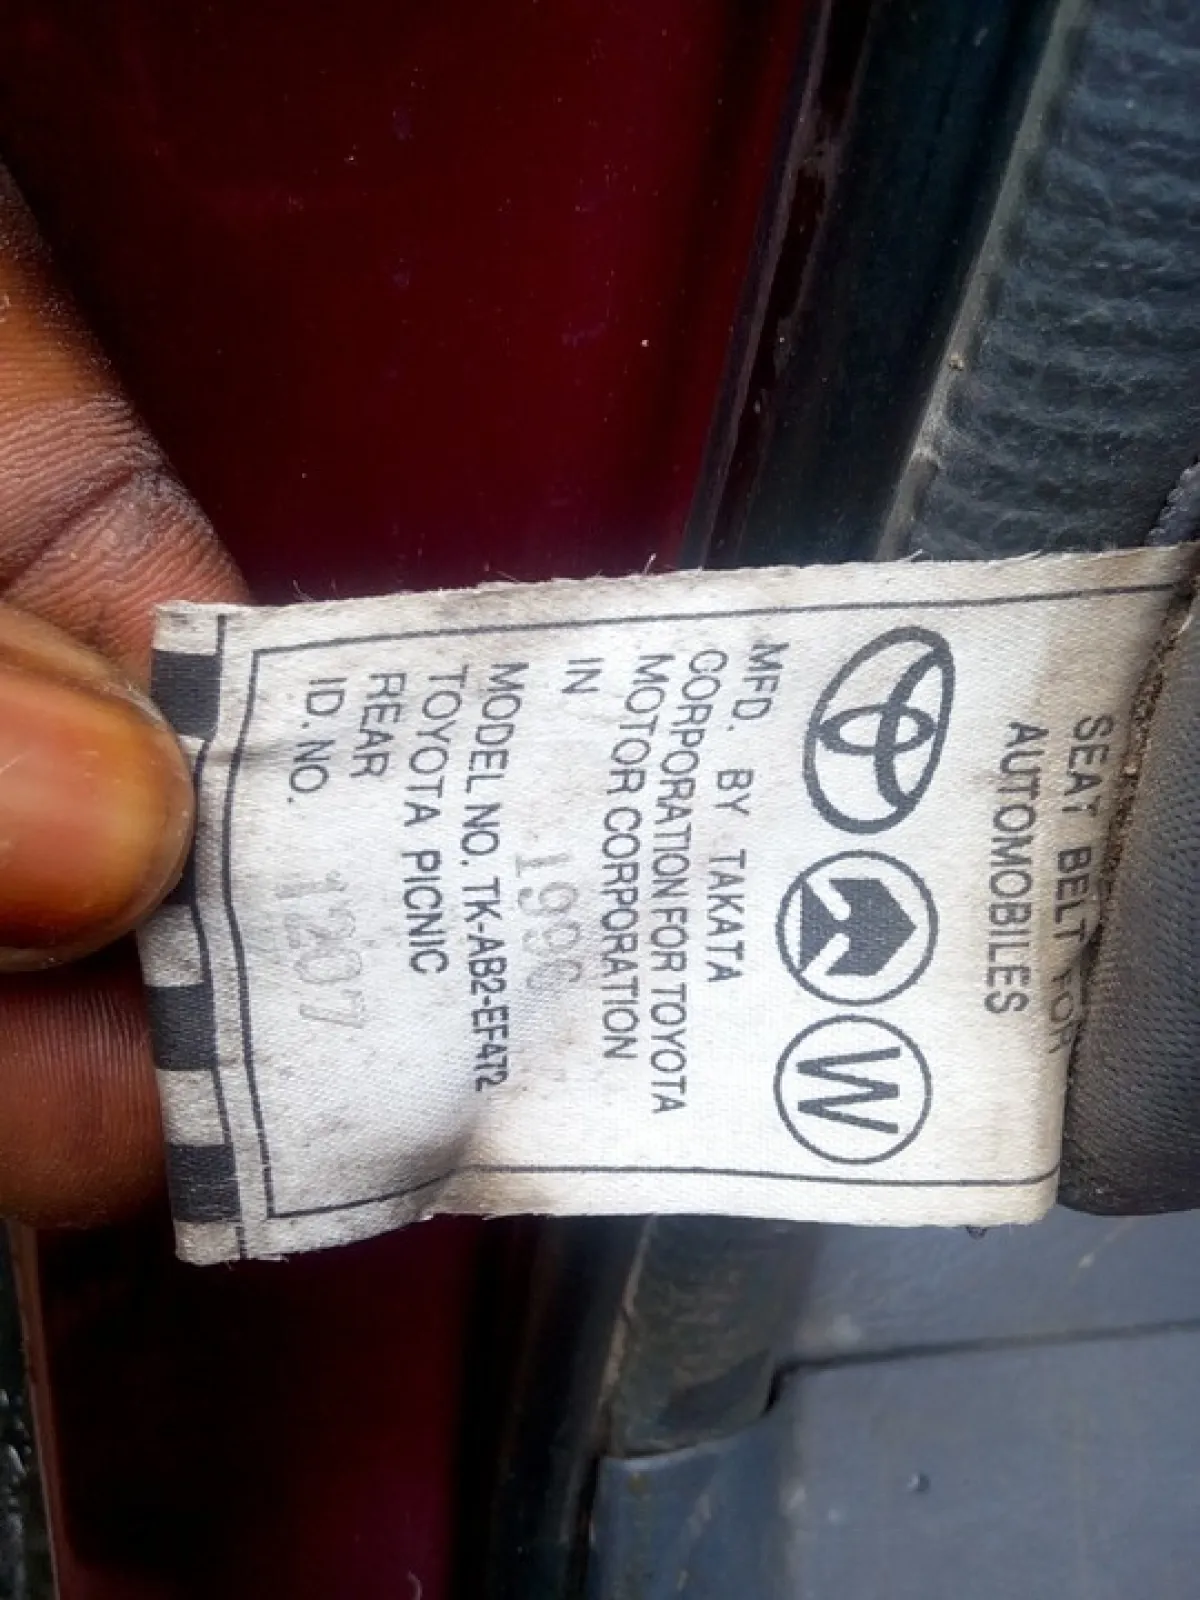 SEAT BELT FOR
AUTOMOBILES
W
MFD. BY TAKATA
CORPORATION FOR TOYOTA
MOTOR CORPORATION
IN 1996
MODEL NO. TK-AB2-EF472
TOYOTA PICNIC
REAR
ID. NO. 1207